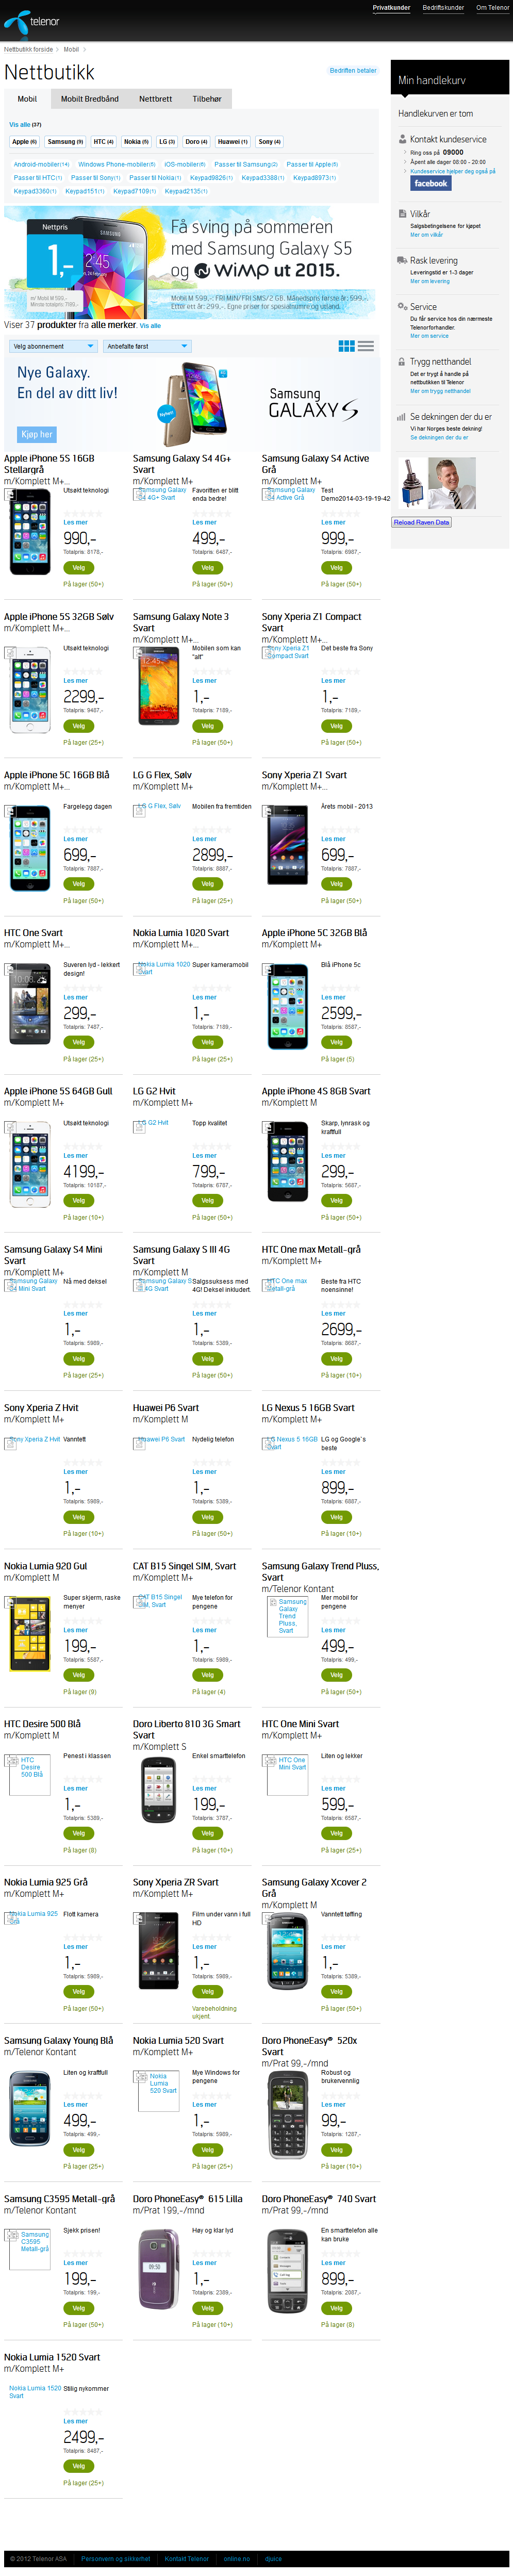 telenor
Privatkunder Bedriftskunder Om Telenor
Nettbutikk forside > Mobil >
Nettbutikk
Bedriften betaler
Mobil Mobilt Bredbånd Nettbrett Tilbehør
Vis alle (37)
Apple (6) Samsung (9) HTC (4) Nokia (5) LG (3) Doro (4) Huawei (1) Sony (4)
Android-mobiler(14) Windows Phone-mobiler(5) iOS-mobiler(6) Passer til Samsung(2) Passer til Apple(5)
Passer til HTC(1) Passer til Sony(1) Passer til Nokia(1) Keypad9826(1) Keypad3388(1) Keypad8973(1)
Keypad3360(1) Keypad151(1) Keypad7109(1) Keypad2135(1)
Nettpris
1,-
m/ Mobil M 599,-
Minste totalpris: 7189,-
Få sving på sommeren
med Samsung Galaxy S5
og WiMP ut 2015.
Mobil M 599,-: FRI MIN/FRI SMS/2 GB. Månedspris første år: 599,-.
Etter ett år: 299,-. Egne priser for spesialnumre og utland.
Viser 37 produkter fra alle merker. Vis alle
Velg abonnement Anbefalte først
Nye Galaxy.
En del av ditt liv!
Kjøp her
Nyhet!
SAMSUNG
GALAXY S5
Apple iPhone 5S 16GB
Stellargrå
m/Komplett M+...
Utsøkt teknologi
Les mer
990,-
Totalpris: 8178,-
Velg
På lager (50+)
Samsung Galaxy S4 4G+
Svart
m/Komplett M+
Samsung Galaxy
S4 4G+ Svart
Favoritten er blitt
enda bedre!
Les mer
499,-
Totalpris: 6487,-
Velg
På lager (50+)
Samsung Galaxy S4 Active
Grå
m/Komplett M+
Samsung Galaxy
S4 Active Grå
Test
Demo2014-03-19-19-42
Les mer
999,-
Totalpris: 6987,-
Velg
På lager (50+)
Apple iPhone 5S 32GB Sølv
m/Komplett M+...
Utsøkt teknologi
Les mer
2299,-
Totalpris: 9487,-
Velg
På lager (25+)
Samsung Galaxy Note 3
Svart
m/Komplett M+...
Mobilen som kan
"alt"
Les mer
1,-
Totalpris: 7189,-
Velg
På lager (50+)
Sony Xperia Z1 Compact
Svart
m/Komplett M+...
Sony Xperia Z1
Compact Svart
Det beste fra Sony
Les mer
1,-
Totalpris: 7189,-
Velg
På lager (50+)
Apple iPhone 5C 16GB Blå
m/Komplett M+...
Fargelegg dagen
Les mer
699,-
Totalpris: 7887,-
Velg
På lager (50+)
LG G Flex, Sølv
m/Komplett M+
LG G Flex, Sølv
Mobilen fra fremtiden
Les mer
2899,-
Totalpris: 8887,-
Velg
På lager (25+)
Sony Xperia Z1 Svart
m/Komplett M+...
Årets mobil - 2013
Les mer
699,-
Totalpris: 7887,-
Velg
På lager (50+)
HTC One Svart
m/Komplett M+...
Suveren lyd - lekkert
design!
Les mer
299,-
Totalpris: 7487,-
Velg
På lager (25+)
Nokia Lumia 1020 Svart
m/Komplett M+...
Nokia Lumia 1020
Svart
Super kameramobil
Les mer
1,-
Totalpris: 7189,-
Velg
På lager (25+)
Apple iPhone 5C 32GB Blå
m/Komplett M+
Blå iPhone 5c
Les mer
2599,-
Totalpris: 8587,-
Velg
På lager (5)
Apple iPhone 5S 64GB Gull
m/Komplett M+
Utsøkt teknologi
Les mer
4199,-
Totalpris: 10187,-
Velg
På lager (10+)
LG G2 Hvit
m/Komplett M+
LG G2 Hvit
Topp kvalitet
Les mer
799,-
Totalpris: 6787,-
Velg
På lager (50+)
Apple iPhone 4S 8GB Svart
m/Komplett M
Skarp, lynrask og
kraftfull
Les mer
299,-
Totalpris: 5687,-
Velg
På lager (50+)
Samsung Galaxy S4 Mini
Svart
m/Komplett M+
Samsung Galaxy
S4 Mini Svart
Nå med deksel
Les mer
1,-
Totalpris: 5989,-
Velg
På lager (25+)
Samsung Galaxy S III 4G
Svart
m/Komplett M
Samsung Galaxy S
III 4G Svart
Salgssuksess med
4G! Deksel inkludert.
Les mer
1,-
Totalpris: 5389,-
Velg
På lager (50+)
HTC One max Metall-grå
m/Komplett M+
HTC One max
Metall-grå
Beste fra HTC
noensinne!
Les mer
2699,-
Totalpris: 8687,-
Velg
På lager (10+)
Sony Xperia Z Hvit
m/Komplett M+
Sony Xperia Z Hvit
Vanntett
Les mer
1,-
Totalpris: 5989,-
Velg
På lager (10+)
Huawei P6 Svart
m/Komplett M
Huawei P6 Svart
Nydelig telefon
Les mer
1,-
Totalpris: 5389,-
Velg
På lager (50+)
LG Nexus 5 16GB Svart
m/Komplett M+
LG Nexus 5 16GB
Svart
LG og Google's
beste
Les mer
899,-
Totalpris: 6887,-
Velg
På lager (10+)
Nokia Lumia 920 Gul
m/Komplett M
Super skjerm, raske
menyer
Les mer
199,-
Totalpris: 5587,-
Velg
På lager (9)
CAT B15 Singel SIM, Svart
m/Komplett M+
CAT B15 Singel
SIM, Svart
Mye telefon for
pengene
Les mer
1,-
Totalpris: 5989,-
Velg
På lager (4)
Samsung Galaxy Trend Pluss,
Svart
m/Telenor Kontant
Samsung
Galaxy
Trend
Pluss,
Svart
Mer mobil for
pengene
Les mer
499,-
Totalpris: 499,-
Velg
På lager (50+)
HTC Desire 500 Blå
m/Komplett M
HTC
Desire
500 Blå
Penest i klassen
Les mer
1,-
Totalpris: 5389,-
Velg
På lager (8)
Doro Liberto 810 3G Smart
Svart
m/Komplett S
Enkel smarttelefon
Les mer
199,-
Totalpris: 3787,-
Velg
På lager (10+)
HTC One Mini Svart
m/Komplett M+
HTC One
Mini Svart
Liten og lekker
Les mer
599,-
Totalpris: 6587,-
Velg
På lager (25+)
Nokia Lumia 925 Grå
m/Komplett M+
Nokia Lumia 925
Grå
Flott kamera
Les mer
1,-
Totalpris: 5989,-
Velg
På lager (50+)
Sony Xperia ZR Svart
m/Komplett M+
Film under vann i full
HD
Les mer
1,-
Totalpris: 5989,-
Velg
Varebeholdning
ukjent.
Samsung Galaxy Xcover 2
Grå
m/Komplett M
Vanntett tøffing
Les mer
1,-
Totalpris: 5389,-
Velg
På lager (50+)
Samsung Galaxy Young Blå
m/Telenor Kontant
Liten og kraftfull
Les mer
499,-
Totalpris: 499,-
Velg
På lager (25+)
Nokia Lumia 520 Svart
m/Komplett M+
Nokia
Lumia
520 Svart
Mye Windows for
pengene
Les mer
1,-
Totalpris: 5989,-
Velg
På lager (25+)
Doro PhoneEasy® 520x
Svart
m/Prat 99,-/mnd
Robust og
brukervennlig
Les mer
99,-
Totalpris: 1287,-
Velg
På lager (10+)
Samsung C3595 Metall-grå
m/Telenor Kontant
Samsung
C3595
Metall-grå
Sjekk prisen!
Les mer
199,-
Totalpris: 199,-
Velg
På lager (50+)
Doro PhoneEasy® 615 Lilla
m/Prat 199,-/mnd
Høy og klar lyd
Les mer
1,-
Totalpris: 2389,-
Velg
På lager (10+)
Doro PhoneEasy® 740 Svart
m/Prat 99,-/mnd
En smarttelefon alle
kan bruke
Les mer
899,-
Totalpris: 2087,-
Velg
På lager (8)
Nokia Lumia 1520 Svart
m/Komplett M+
Nokia Lumia 1520
Svart
Stilig nykommer
Les mer
2499,-
Totalpris: 8487,-
Velg
På lager (25+)
Min handlekurv
Handlekurven er tom
Kontakt kundeservice
Ring oss på 09000
Åpent alle dager 08:00 - 20:00
Kundeservice hjelper deg også på
facebook
Vilkår
Salgsbetingelsene for kjøpet
Mer om vilkår
Rask levering
Leveringstid er 1-3 dager
Mer om levering
Service
Du får service hos din nærmeste
Telenorforhandler.
Mer om service
Trygg netthandel
Det er trygt å handle på
nettbutikken til Telenor
Mer om trygg netthandel
Se dekningen der du er
Vi har Norges beste dekning!
Se dekningen der du er
Reload Raven Data
© 2012 Telenor ASA Personvern og sikkerhet Kontakt Telenor online.no djuice